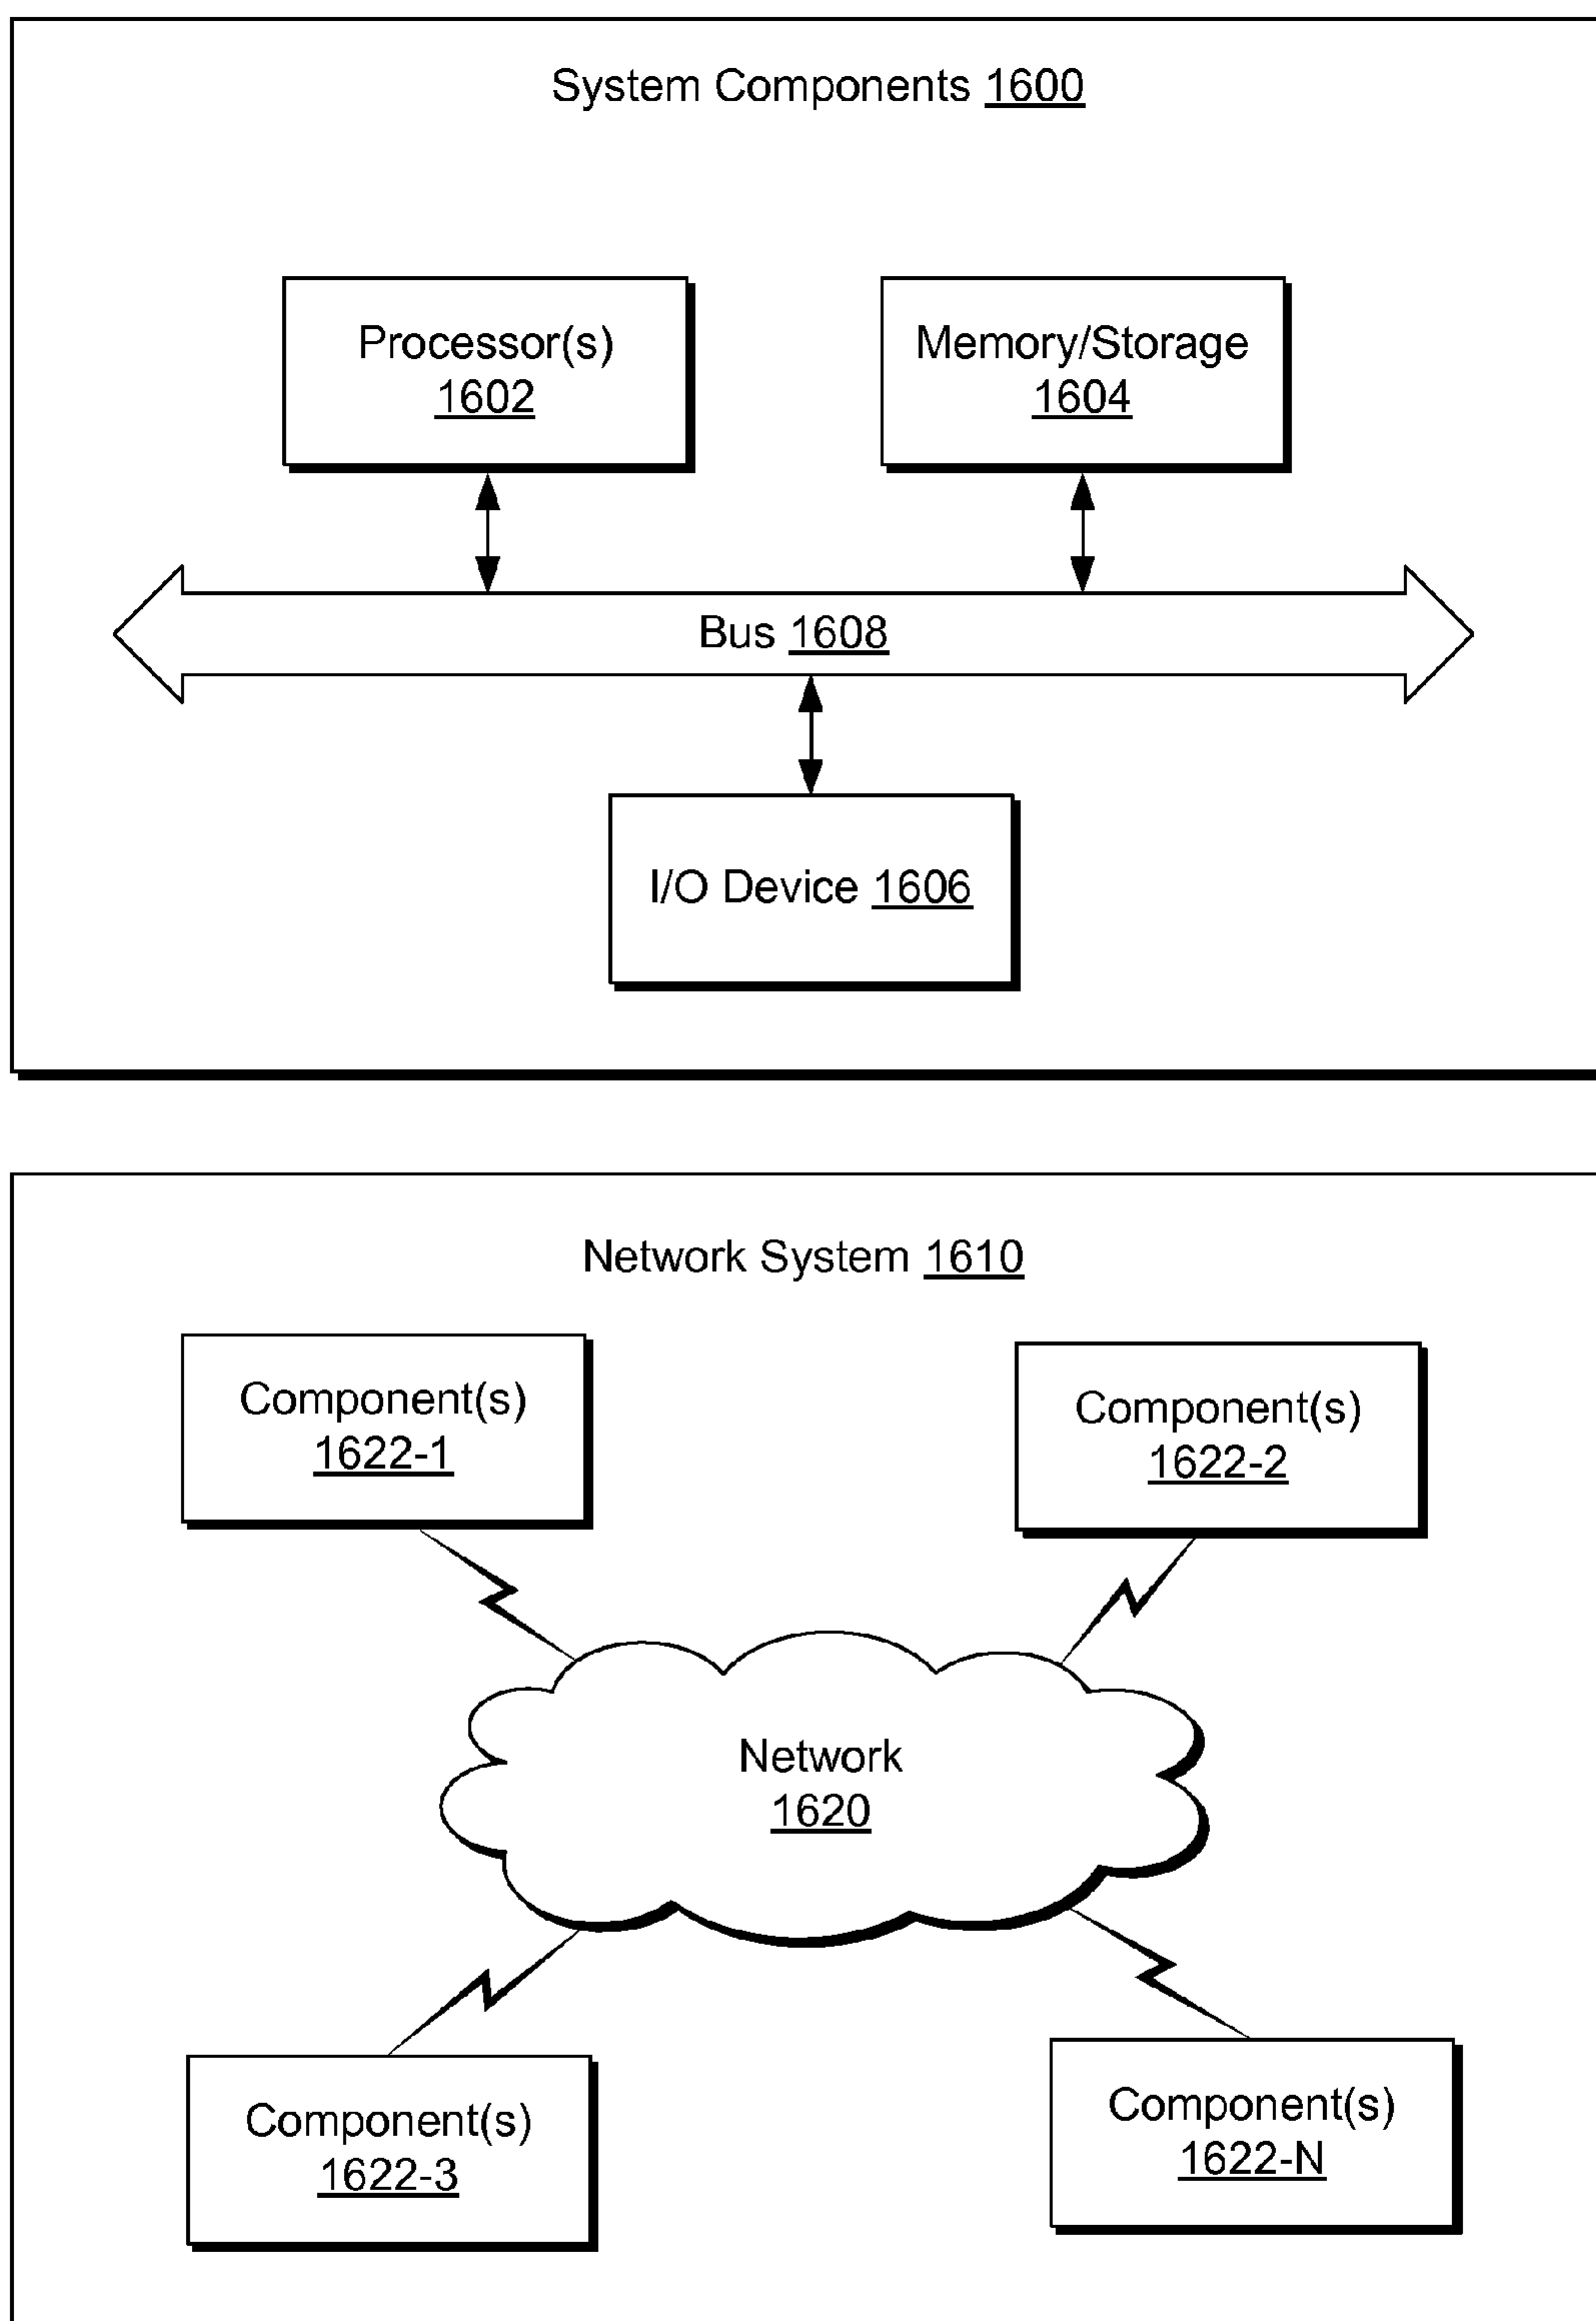 System Components 1600
Processor(s)
1602
Memory/Storage
1604
Bus 1608
I/O Device 1606
Network System 1610
Component(s)
1622-1
Component(s)
1622-2
Network
1620
Component(s)
1622-3
Component(s)
1622-N